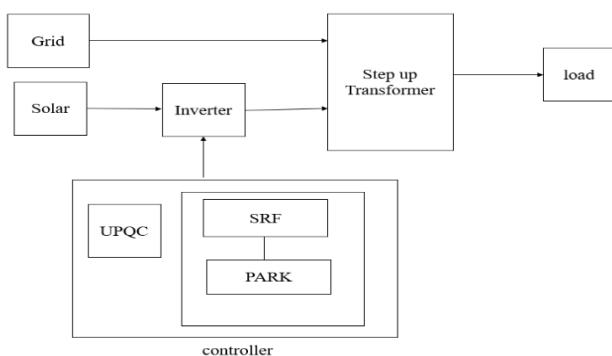 Grid
Solar
Inverter
Step up
Transformer
load
UPQC
SRF
PARK
controller